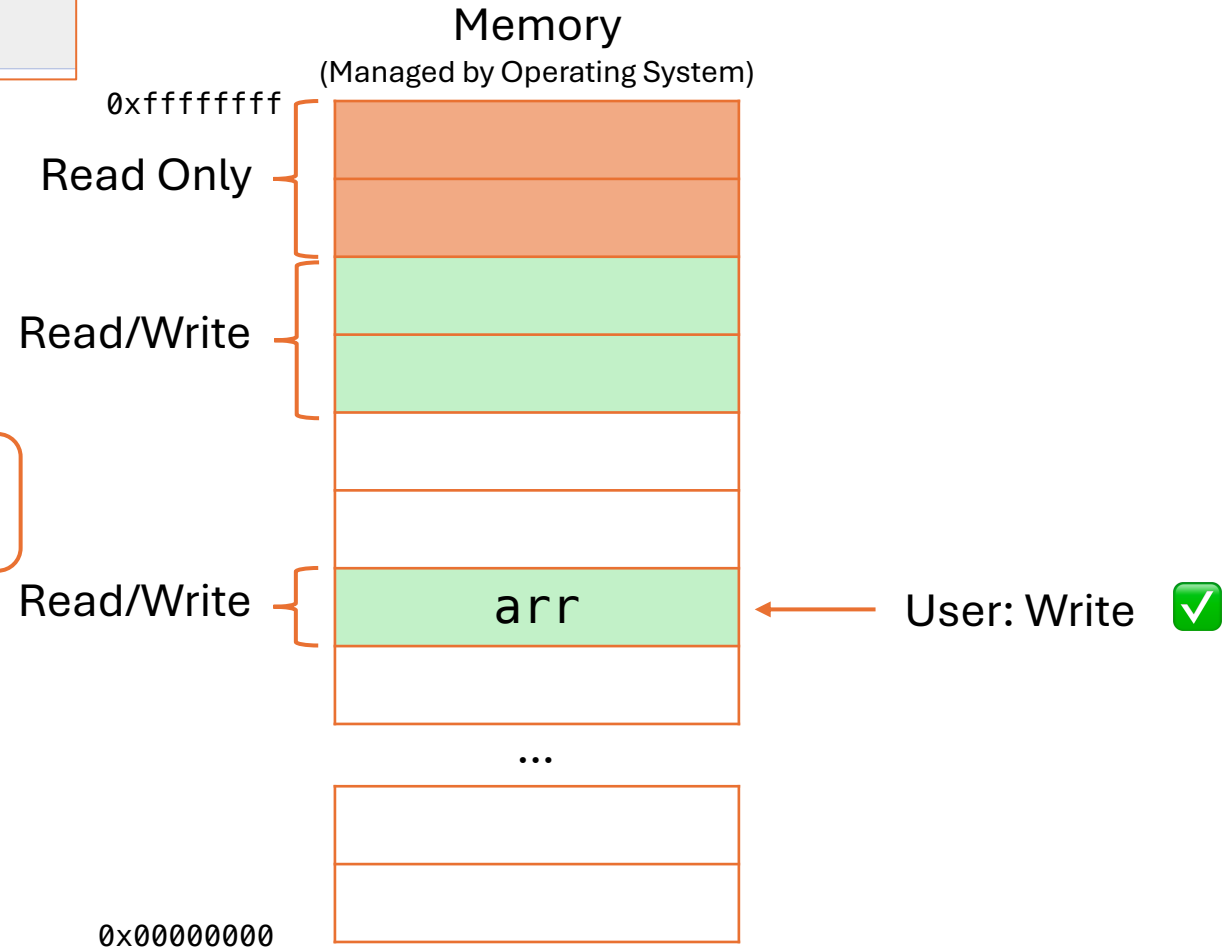 Memory
(Managed by Operating System)
0xffffffff
Read Only
Read/Write
Read/Write
arr
User: Write ✅
...
0x00000000